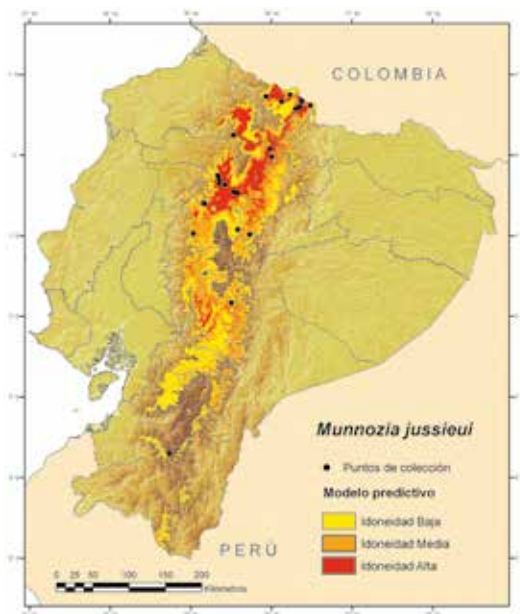 COLOMBIA
Munnozia jussieui
Puntos de colección
Modelo predictivo
Idoneidad Baja
Idoneidad Media
Idoneidad Alta
PERÚ
0 25 50 100 150 200
Kilómetros